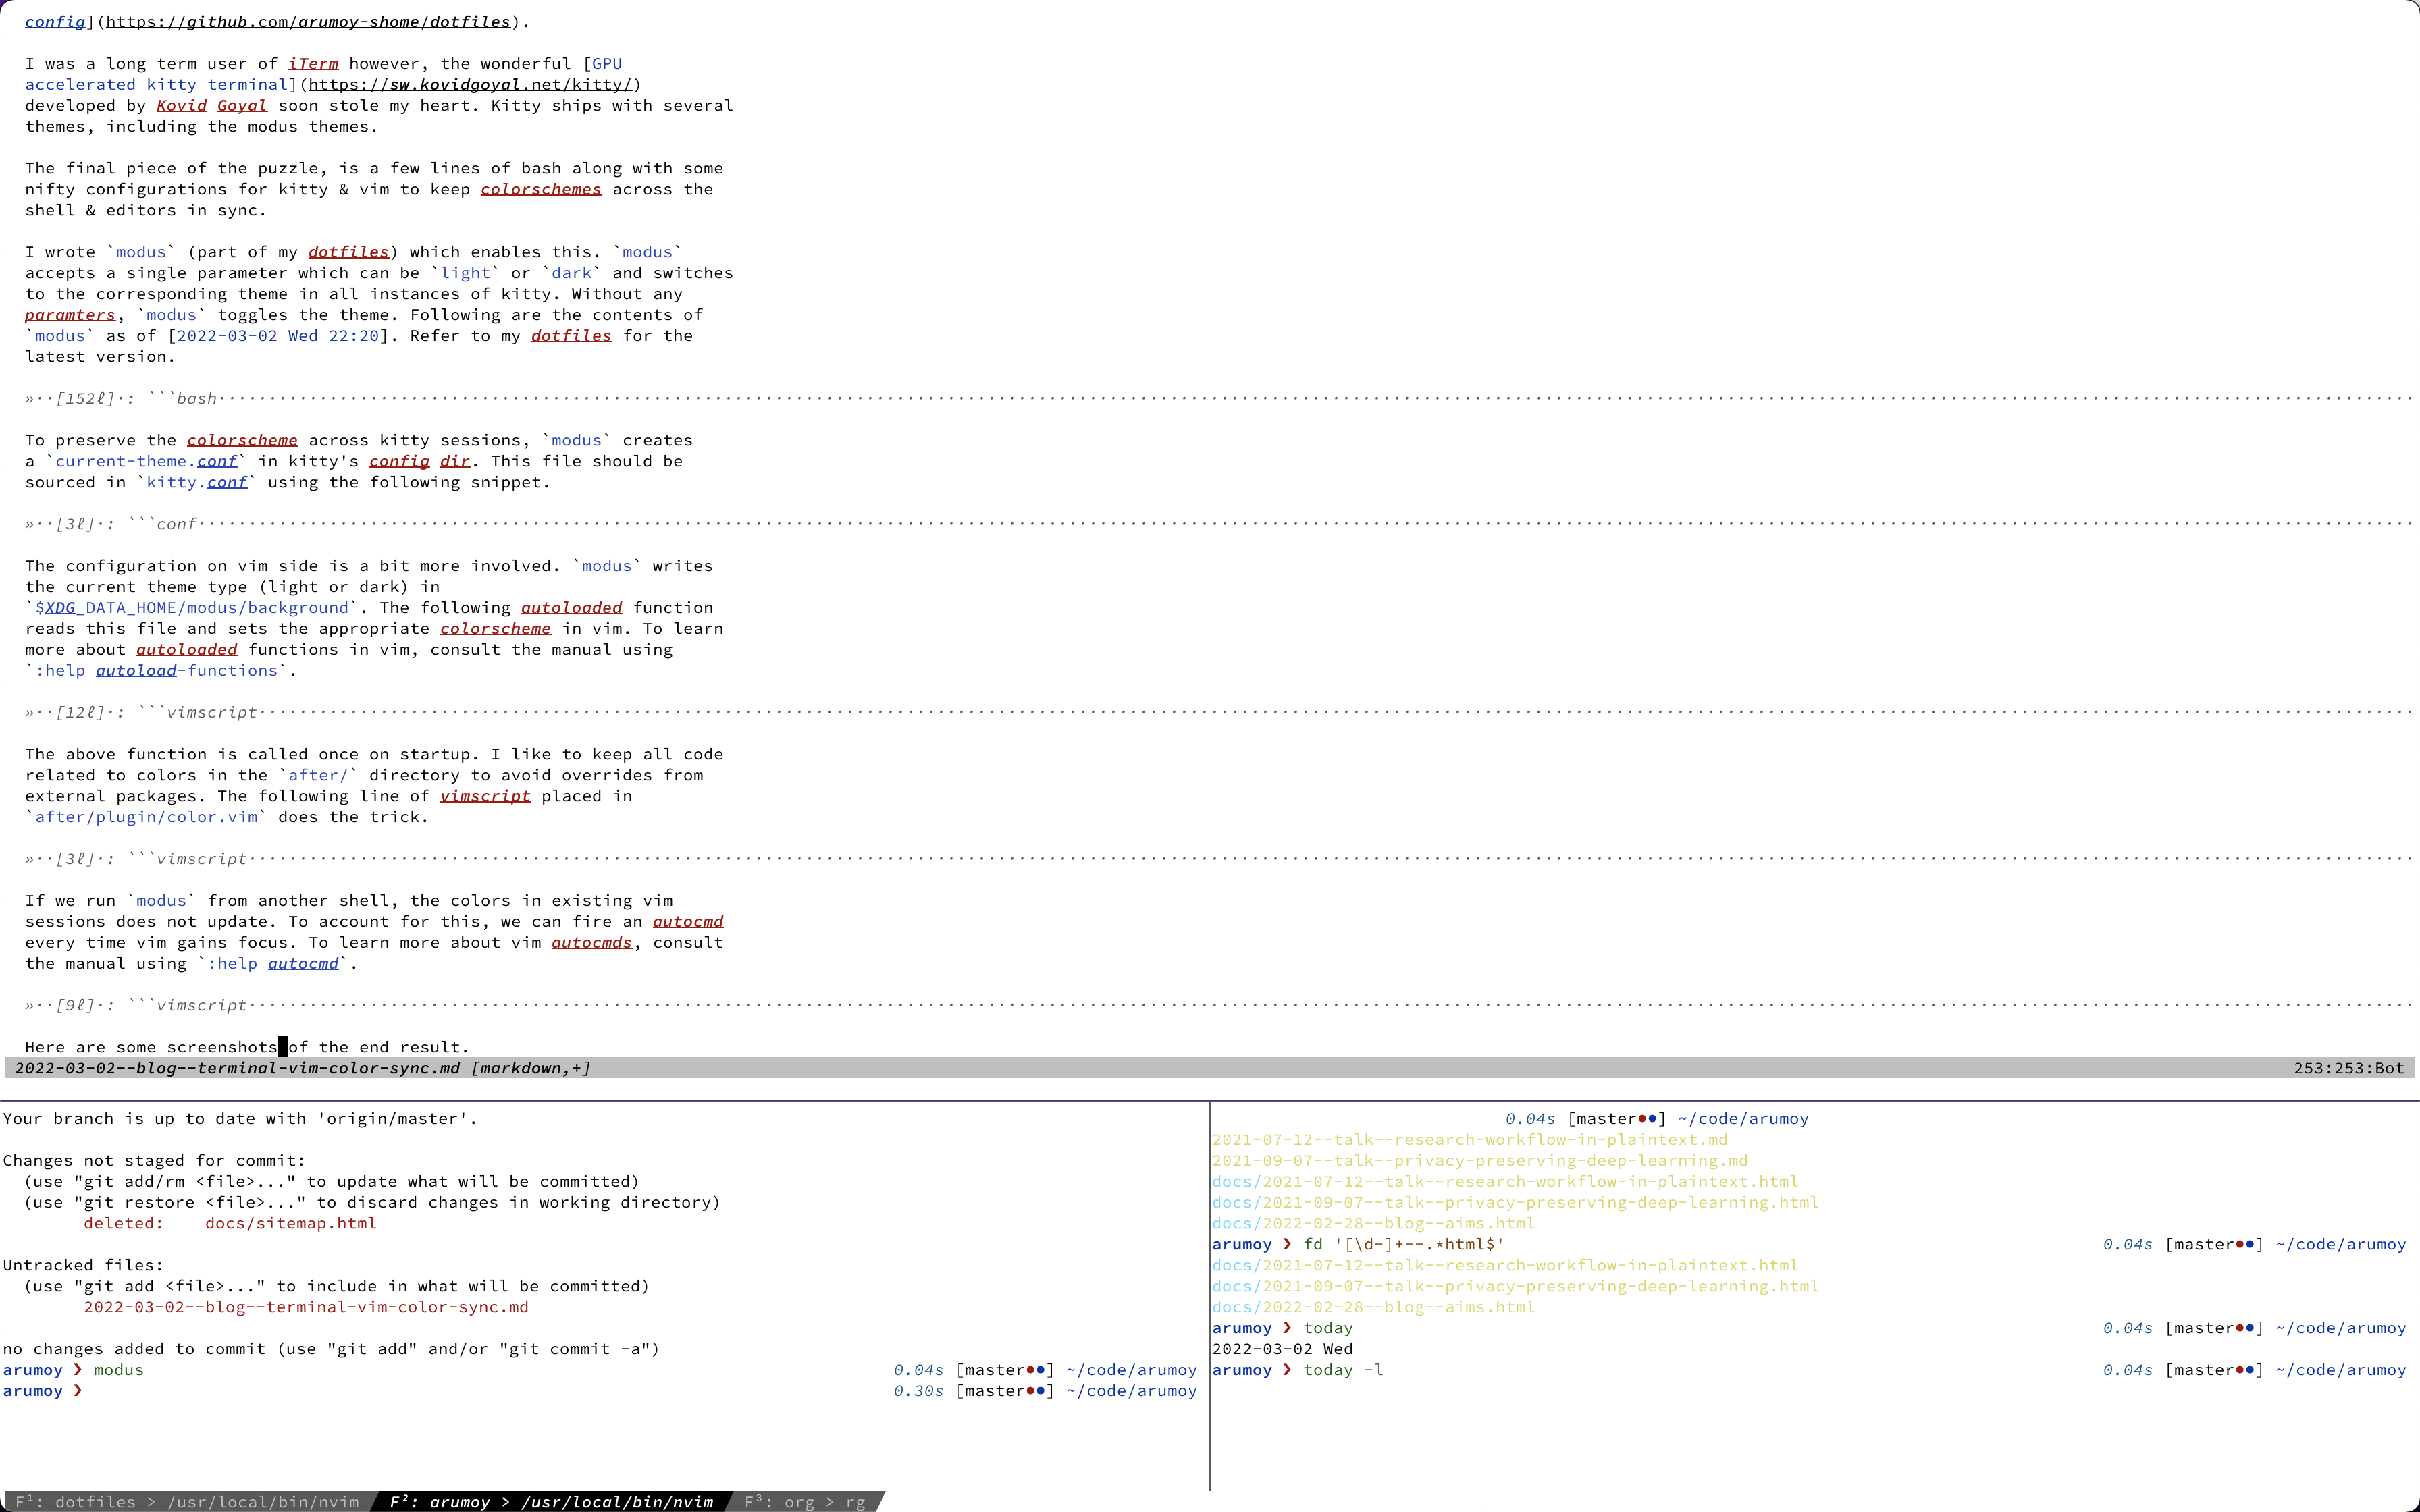 config](https://github.com/arumoy-shome/dotfiles).
I was a long term user of iTerm however, the wonderful [GPU
accelerated kitty terminal](https://sw.kovidgoyal.net/kitty/)
developed by Kovid Goyal soon stole my heart. Kitty ships with several
themes, including the modus themes.
The final piece of the puzzle, is a few lines of bash along with some
nifty configurations for kitty & vim to keep colorschemes across the
shell & editors in sync.
I wrote `modus` (part of my dotfiles) which enables this. `modus`
accepts a single parameter which can be `light` or `dark` and switches
to the corresponding theme in all instances of kitty. Without any
paramters, `modus` toggles the theme. Following are the contents of
`modus` as of [2022-03-02 Wed 22:20]. Refer to my dotfiles for the
latest version.
»··[152ℓ]·: ```bash
To preserve the colorscheme across kitty sessions, `modus` creates
a `current-theme.conf` in kitty's config dir. This file should be
sourced in `kitty.conf` using the following snippet.
»··[3ℓ]·: ```conf
The configuration on vim side is a bit more involved. `modus` writes
the current theme type (light or dark) in
`$XDG_DATA_HOME/modus/background`. The following autoloaded function
reads this file and sets the appropriate colorscheme in vim. To learn
more about autoloaded functions in vim, consult the manual using
`:help autoload-functions`.
»··[12ℓ]·: ```vimscript
The above function is called once on startup. I like to keep all code
related to colors in the `after/` directory to avoid overrides from
external packages. The following line of vimscript placed in
`after/plugin/color.vim` does the trick.
»··[3ℓ]·: ```vimscript
If we run `modus` from another shell, the colors in existing vim
sessions does not update. To account for this, we can fire an autocmd
every time vim gains focus. To learn more about vim autocmds, consult
the manual using `:help autocmd`.
»··[9ℓ]·: ```vimscript
Here are some screenshots of the end result.
2022-03-02--blog--terminal-vim-color-sync.md [markdown,+] 253:253:Bot
Your branch is up to date with 'origin/master'.
Changes not staged for commit:
(use "git add/rm <file>..." to update what will be committed)
(use "git restore <file>..." to discard changes in working directory)
deleted: docs/sitemap.html
Untracked files:
(use "git add <file>..." to include in what will be committed)
2022-03-02--blog--terminal-vim-color-sync.md
no changes added to commit (use "git add" and/or "git commit -a")
arumoy ❯ modus 0.04s [master●●] ~/code/arumoy
arumoy ❯ 0.30s [master●●] ~/code/arumoy
0.04s [master●●] ~/code/arumoy
2021-07-12--talk--research-workflow-in-plaintext.md
2021-09-07--talk--privacy-preserving-deep-learning.md
docs/2021-07-12--talk--research-workflow-in-plaintext.html
docs/2021-09-07--talk--privacy-preserving-deep-learning.html
docs/2022-02-28--blog--aims.html
arumoy ❯ fd '[\d-]+--.*html$' 0.04s [master●●] ~/code/arumoy
docs/2021-07-12--talk--research-workflow-in-plaintext.html
docs/2021-09-07--talk--privacy-preserving-deep-learning.html
docs/2022-02-28--blog--aims.html
arumoy ❯ today 0.04s [master●●] ~/code/arumoy
2022-03-02 Wed
arumoy ❯ today -l 0.04s [master●●] ~/code/arumoy
F¹: dotfiles > /usr/local/bin/nvim F²: arumoy > /usr/local/bin/nvim F³: org > rg